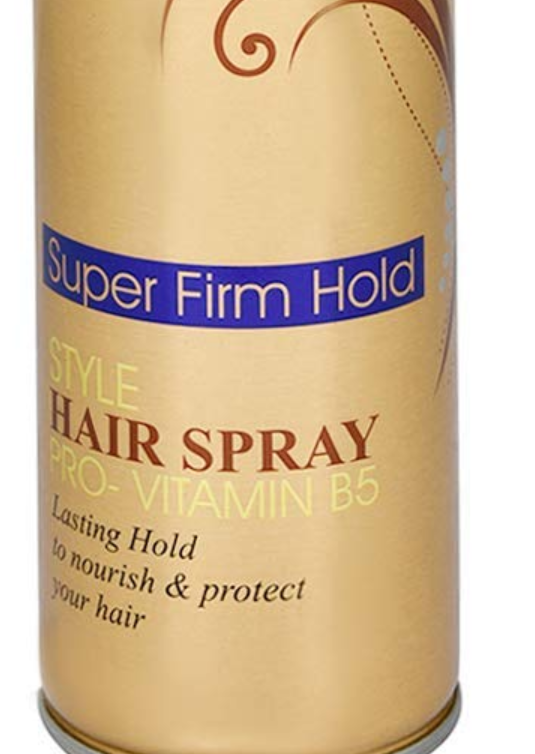 Super Firm Hold
STYLE
HAIR SPRAY
PRO- VITAMIN B5
Lasting Hold
to nourish & protect
your hair